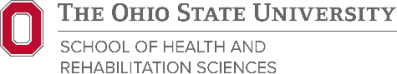 THE OHIO STATE UNIVERSITY
SCHOOL OF HEALTH AND
REHABILITATION SCIENCES